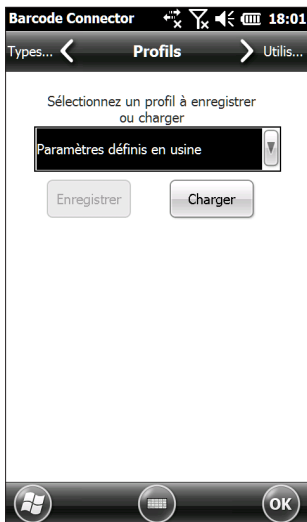 Barcode Connector 18:01
Types... Profils Utilis...
Sélectionnez un profil à enregistrer
ou charger
Paramètres définis en usine
Enregistrer Charger
OK